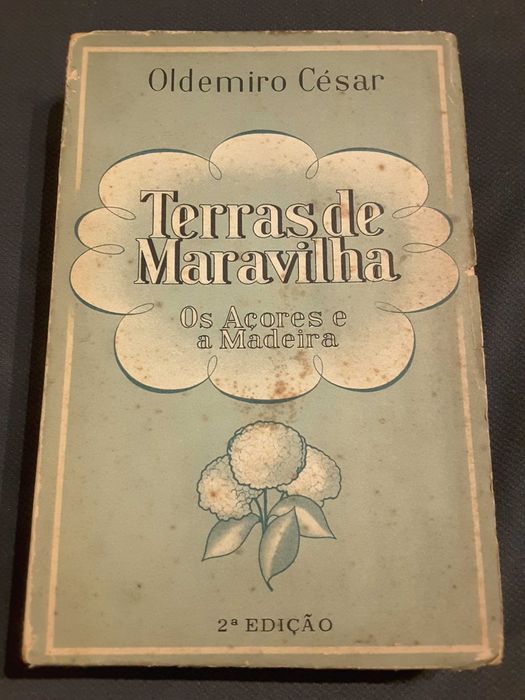 Oldemiro César
Terras de
Maravilha
Os Açores e
a Madeira
2ª EDIÇÃO